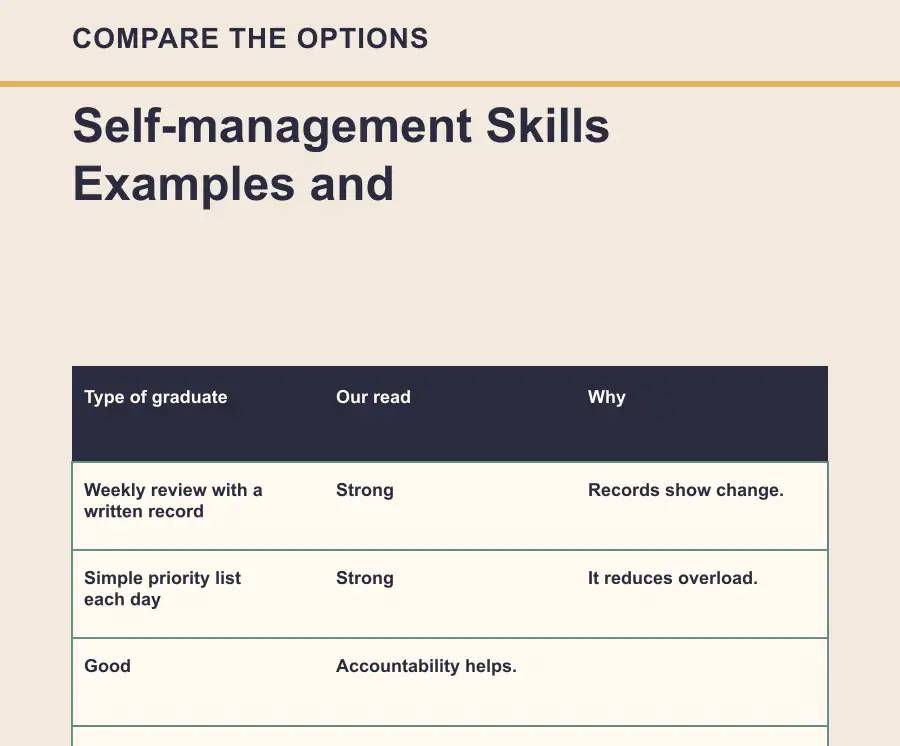 COMPARE THE OPTIONS
Self-management Skills
Examples and
Type of graduate Our read Why
Weekly review with a Strong Records show change.
written record
Simple priority list Strong It reduces overload.
each day
Good Accountability helps.